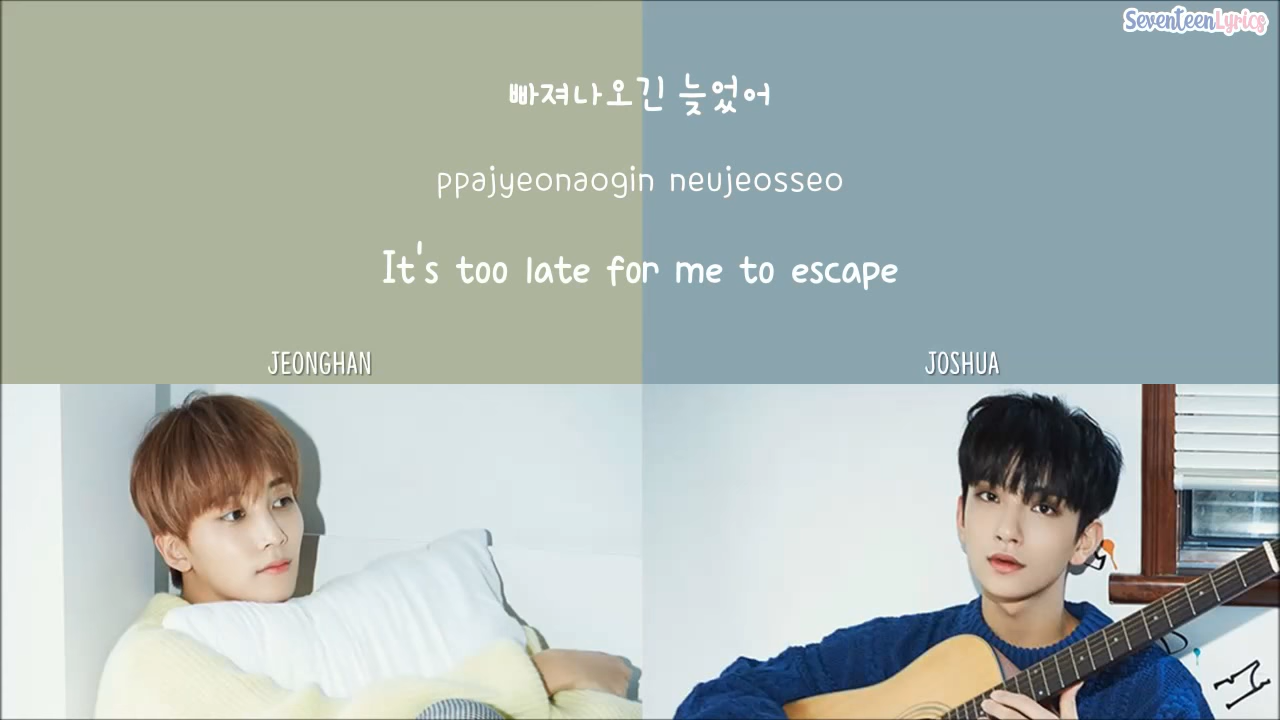 SeventeenLyrics
빠져나오긴 늦었어
ppajyeonaogin neujeosseo
It's too late for me to escape
JEONGHAN
JOSHUA